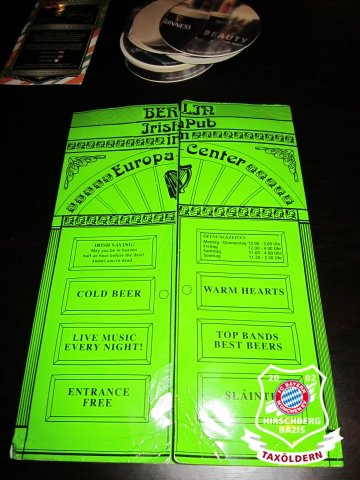 GUINNESS
BEAUTY
BERLIN
Irish Pub
im
Europa Center
IRISH SAYING:
May you be in heaven
half an hour before the devil
knows you're dead.
COLD BEER
LIVE MUSIC
EVERY NIGHT!
ENTRANCE
FREE
ÖFFNUNGSZEITEN:
WARM HEARTS
TOP BANDS
BEST BEERS
SLÁINTE
20 02
FC BAYERN
MÜNCHEN
HIRSCHBERG
BAZIS
TAXÖLDERN